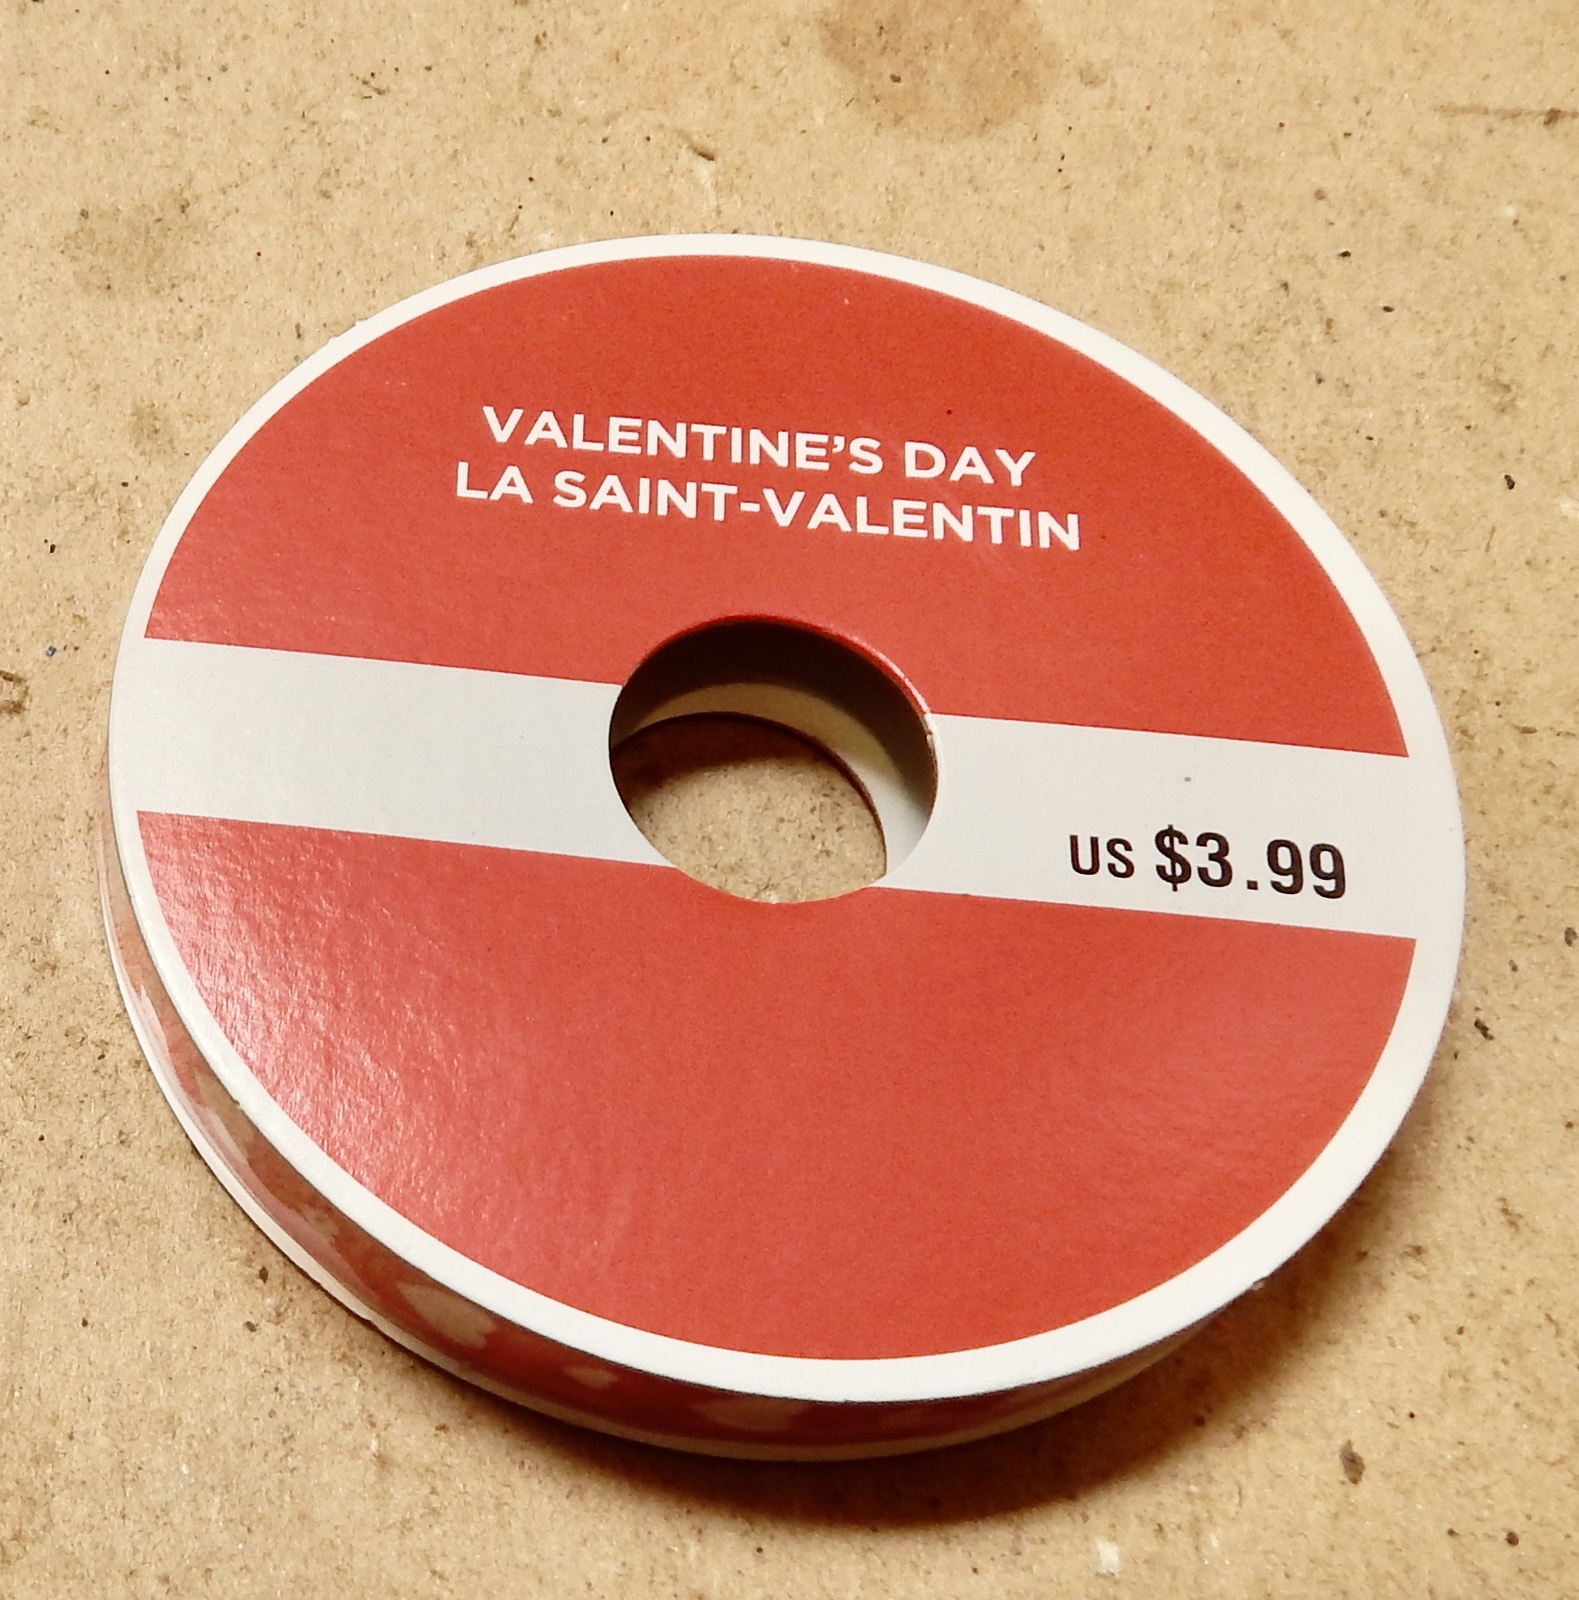 VALENTINE’S DAY
LA SAINT-VALENTIN
US $3.99